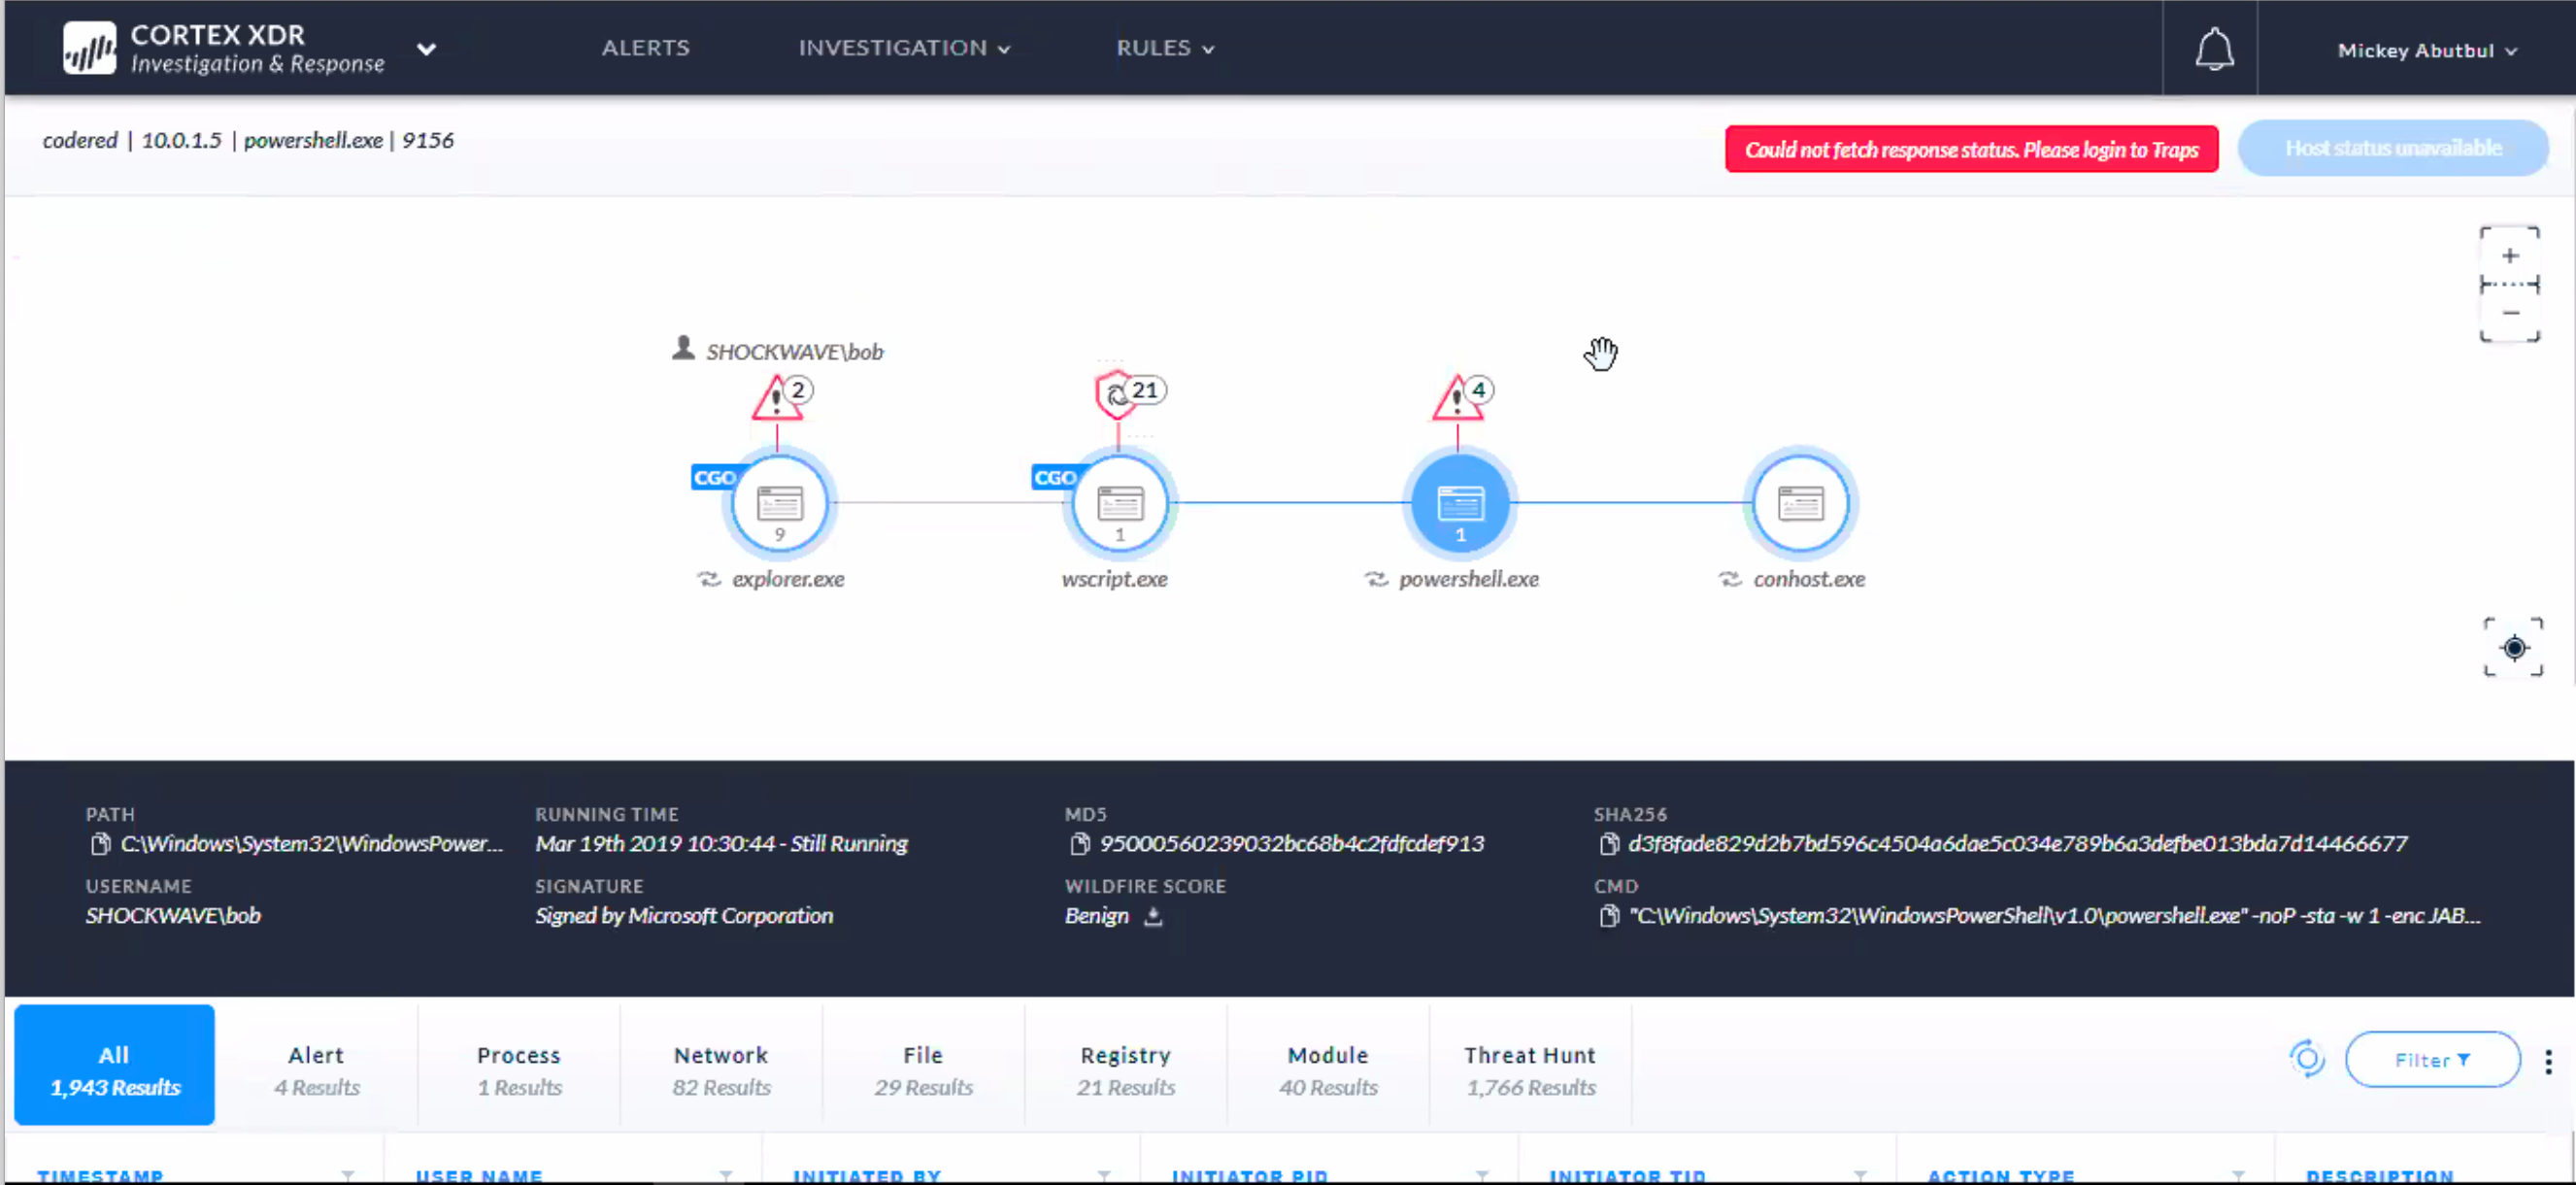 CORTEX XDR
Investigation & Response
ALERTS
INVESTIGATION
RULES
Mickey Abutbul
codered | 10.0.1.5 | powershell.exe | 9156
Could not fetch response status. Please login to Traps
Host status unavailable
SHOCKWAVE\bob
2
21
4
CGO
CGO
9
1
1
explorer.exe
wscript.exe
powershell.exe
conhost.exe
PATH
C:\Windows\System32\WindowsPower...
RUNNING TIME
Mar 19th 2019 10:30:44 - Still Running
MD5
95000560239032bc68b4c2fdfcdef913
SHA256
d3f8fade829d2b7bd596c4504a6dae5c034e789b6a3defbe013bda7d14466677
USERNAME
SHOCKWAVE\bob
SIGNATURE
Signed by Microsoft Corporation
WILDFIRE SCORE
Benign
CMD
"C:\Windows\System32\WindowsPowerShell\v1.0\powershell.exe" -noP -sta -w 1 -enc JAB...
All
1,943 Results
Alert
4 Results
Process
1 Results
Network
82 Results
File
29 Results
Registry
21 Results
Module
40 Results
Threat Hunt
1,766 Results
Filter
TIMESTAMP
USER NAME
INITIATED BY
INITIATOR PID
INITIATOR TID
ACTION TYPE
DESCRIPTION